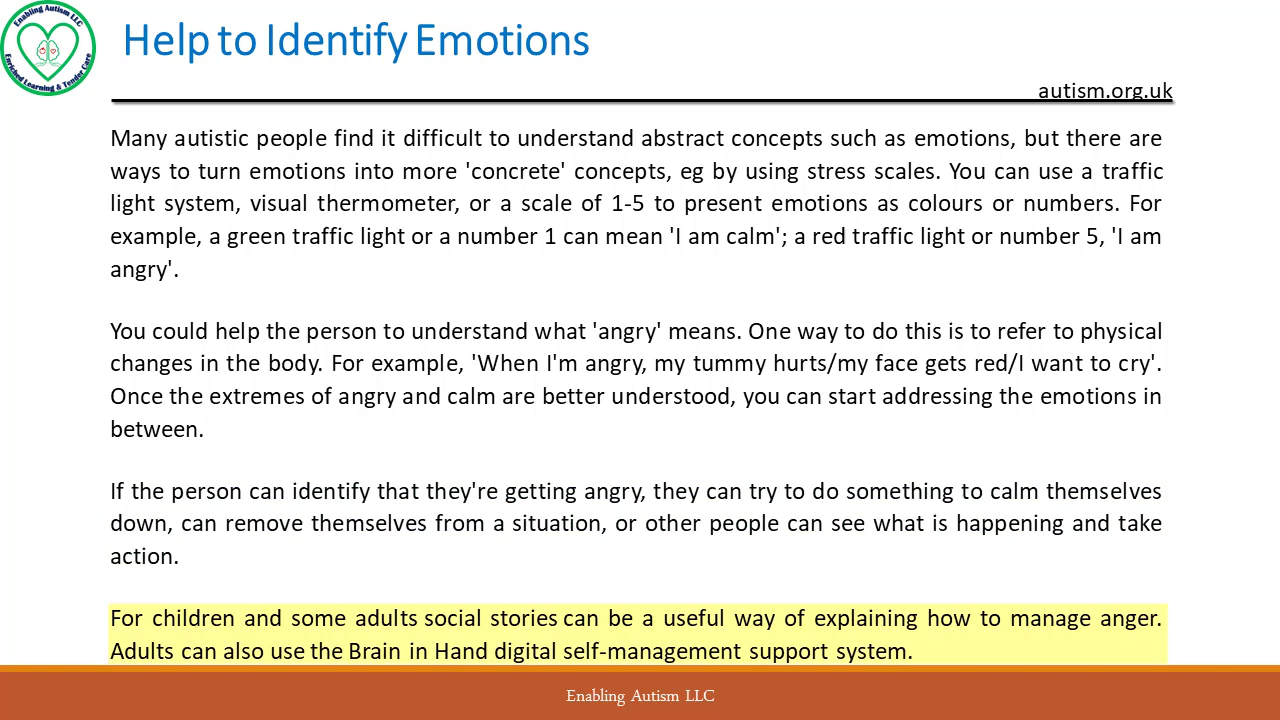 Enabling Autism LLC
Enriched Learning & Tender Care
Help to Identify Emotions
autism.org.uk
Many autistic people find it difficult to understand abstract concepts such as emotions, but there are
ways to turn emotions into more 'concrete' concepts, eg by using stress scales. You can use a traffic
light system, visual thermometer, or a scale of 1-5 to present emotions as colours or numbers. For
example, a green traffic light or a number 1 can mean 'I am calm'; a red traffic light or number 5, 'I am
angry'.
You could help the person to understand what 'angry' means. One way to do this is to refer to physical
changes in the body. For example, 'When I'm angry, my tummy hurts/my face gets red/I want to cry'.
Once the extremes of angry and calm are better understood, you can start addressing the emotions in
between.
If the person can identify that they're getting angry, they can try to do something to calm themselves
down, can remove themselves from a situation, or other people can see what is happening and take
action.
For children and some adults social stories can be a useful way of explaining how to manage anger.
Adults can also use the Brain in Hand digital self-management support system.
Enabling Autism LLC